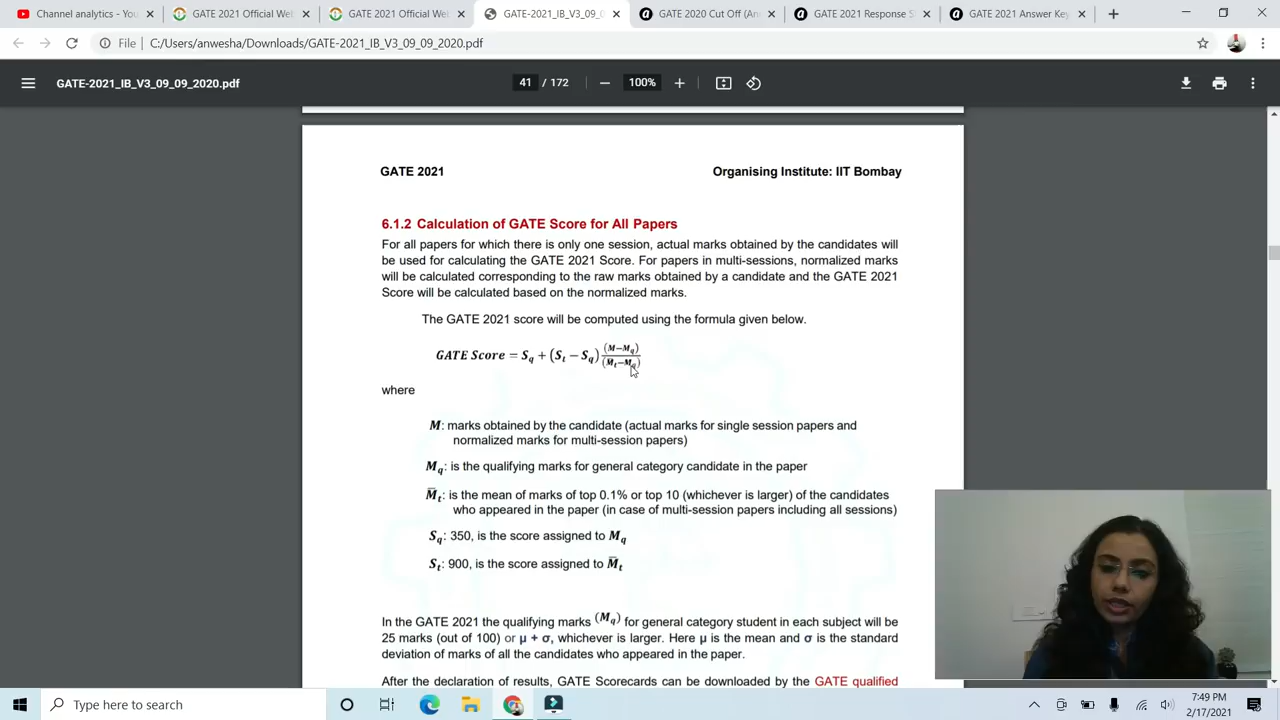 Channel analytics - You
GATE 2021 Official Web
GATE 2021 Official Web
GATE-2021_IB_V3_09_0
GATE 2020 Cut Off (An
GATE 2021 Response S
GATE 2021 Answer Key
File | C:/Users/anwesha/Downloads/GATE-2021_IB_V3_09_09_2020.pdf
GATE-2021_IB_V3_09_09_2020.pdf
41 / 172
100%
GATE 2021
Organising Institute: IIT Bombay
6.1.2 Calculation of GATE Score for All Papers
For all papers for which there is only one session, actual marks obtained by the candidates will
be used for calculating the GATE 2021 Score. For papers in multi-sessions, normalized marks
will be calculated corresponding to the raw marks obtained by a candidate and the GATE 2021
Score will be calculated based on the normalized marks.
The GATE 2021 score will be computed using the formula given below.
GATE Score = S_q + (S_t − S_q) (M−M_q)/(M̄_t−M_q)
where
M: marks obtained by the candidate (actual marks for single session papers and
normalized marks for multi-session papers)
M_q: is the qualifying marks for general category candidate in the paper
M̄_t: is the mean of marks of top 0.1% or top 10 (whichever is larger) of the candidates
who appeared in the paper (in case of multi-session papers including all sessions)
S_q: 350, is the score assigned to M_q
S_t: 900, is the score assigned to M̄_t
In the GATE 2021 the qualifying marks (M_q) for general category student in each subject will be
25 marks (out of 100) or µ + σ, whichever is larger. Here µ is the mean and σ is the standard
deviation of marks of all the candidates who appeared in the paper.
After the declaration of results, GATE Scorecards can be downloaded by the GATE qualified
Type here to search
7:49 PM
2/17/2021